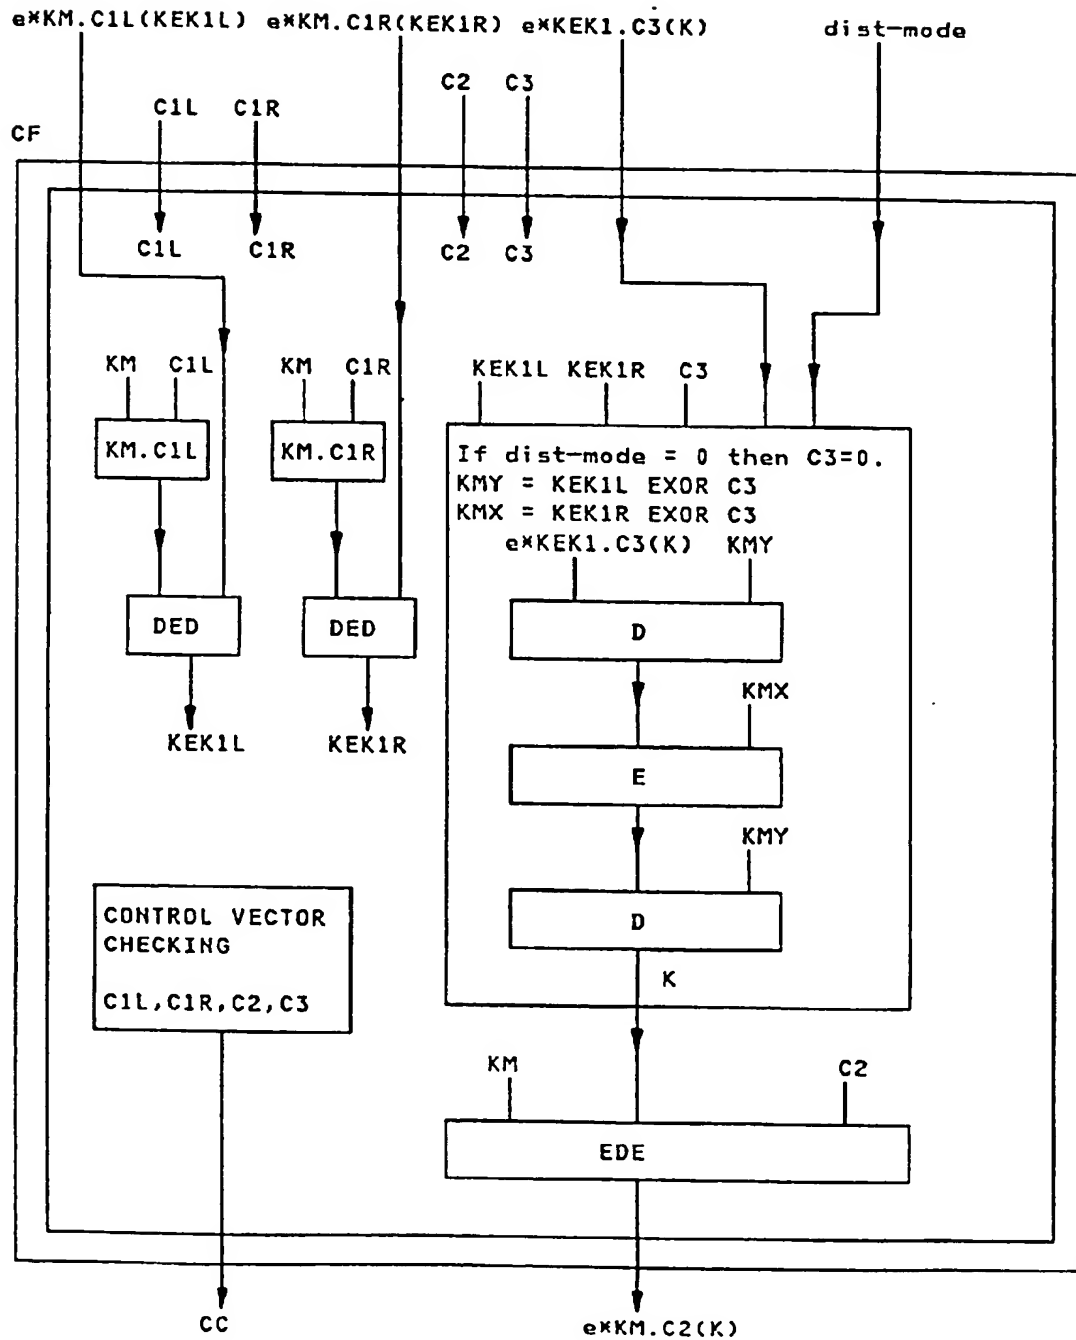 e*KM.C1L(KEK1L) e*KM.C1R(KEK1R) e*KEK1.C3(K) dist-mode
C2 C3
C1L C1R
CF
C1L C1R C2 C3
KM C1L KM C1R KEK1L KEK1R C3
KM.C1L KM.C1R
If dist-mode = 0 then C3=0.
KMY = KEK1L EXOR C3
KMX = KEK1R EXOR C3
e*KEK1.C3(K) KMY
DED DED D
KMX
KEK1L KEK1R
E
KMY
D
CONTROL VECTOR
CHECKING
C1L,C1R,C2,C3
K
KM C2
EDE
CC e*KM.C2(K)